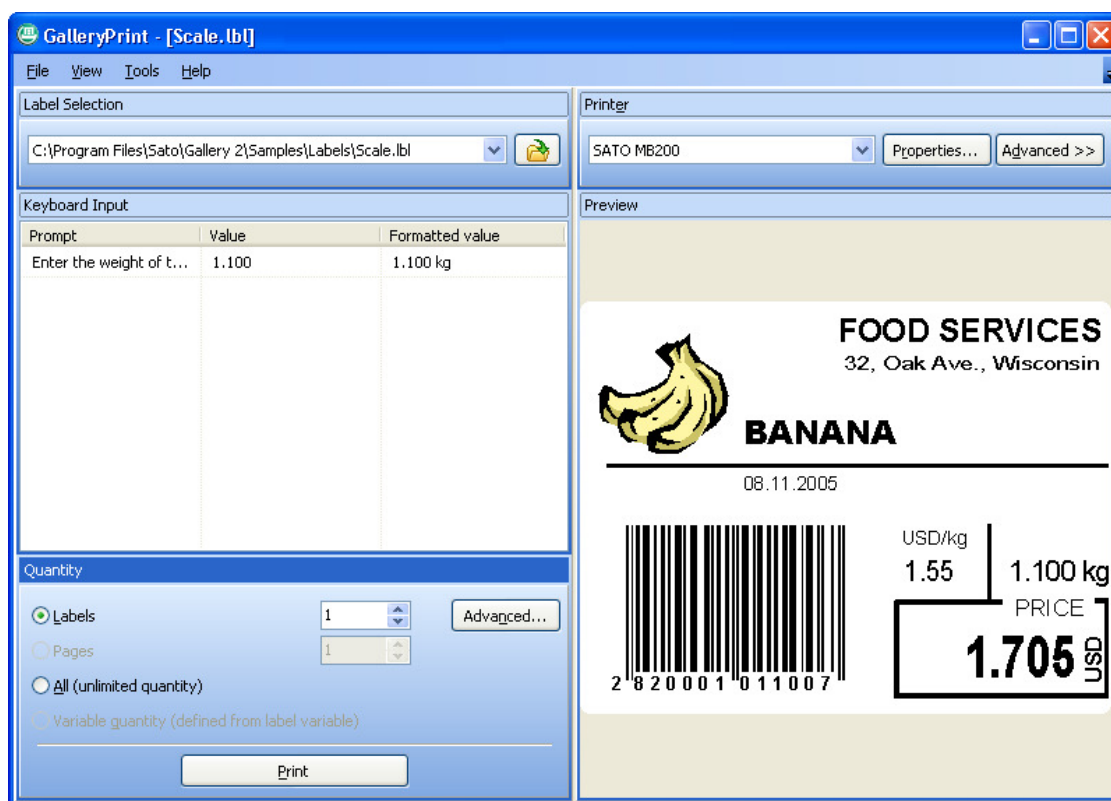 GalleryPrint - [Scale.lbl]
File View Tools Help
Label Selection
C:\Program Files\Sato\Gallery 2\Samples\Labels\Scale.lbl
Printer
SATO MB200 Properties... Advanced >>
Keyboard Input
Prompt Value Formatted value
Enter the weight of t... 1.100 1.100 kg
Quantity
Labels 1 Advanced...
Pages 1
All (unlimited quantity)
Variable quantity (defined from label variable)
Print
Preview
FOOD SERVICES
32, Oak Ave., Wisconsin
BANANA
08.11.2005
USD/kg
1.55 1.100 kg
PRICE
1.705 USD
2 820001 011007